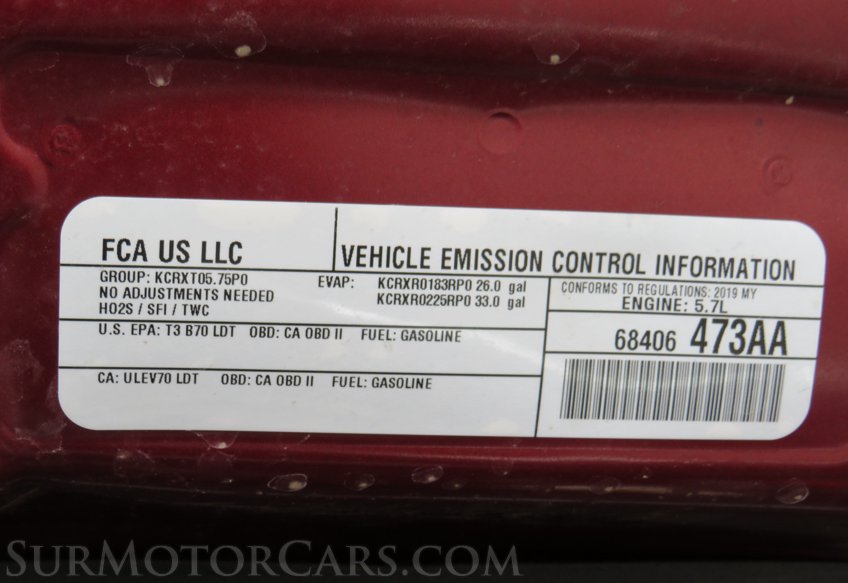 FCA US LLC
VEHICLE EMISSION CONTROL INFORMATION
GROUP: KCRXT05.75P0
NO ADJUSTMENTS NEEDED
HO2S / SFI / TWC
EVAP: KCRXR0183RP0 26.0 gal
KCRXR0225RP0 33.0 gal
CONFORMS TO REGULATIONS: 2019 MY
ENGINE: 5.7L
U.S. EPA: T3 B70 LDT OBD: CA OBD II FUEL: GASOLINE
68406 473AA
CA: ULEV70 LDT OBD: CA OBD II FUEL: GASOLINE
SurMotorCars.com